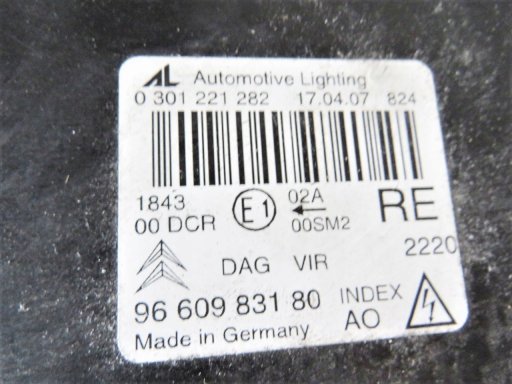 AL Automotive Lighting
0 301 221 282 17.04.07 824
1843 02A RE
00 DCR E1 00SM2
2220
DAG VIR
96 609 831 80 INDEX
Made in Germany AO